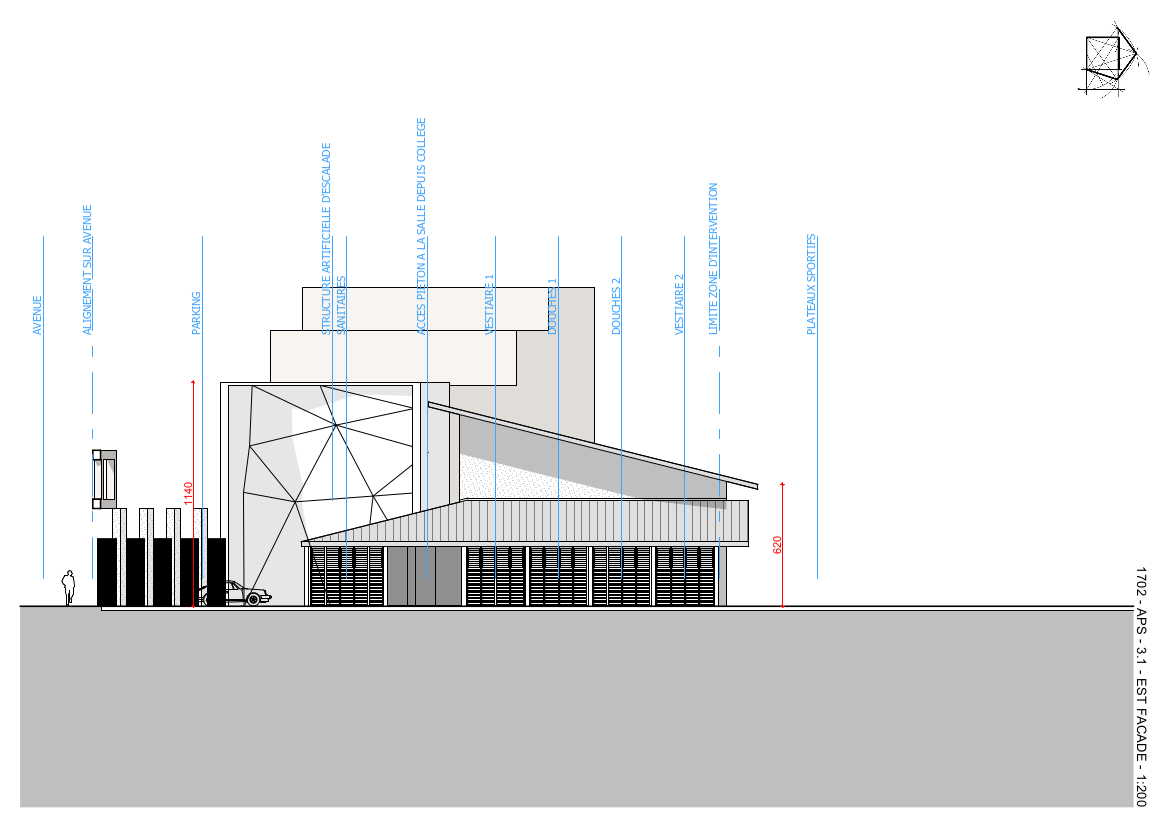 AVENUE
ALIGNEMENT SUR AVENUE
PARKING
STRUCTURE ARTIFICIELLE D'ESCALADE
SANITAIRES
ACCES PIETON A LA SALLE DEPUIS COLLEGE
VESTIAIRE 1
DOUCHES 1
DOUCHES 2
VESTIAIRE 2
LIMITE ZONE D'INTERVENTION
PLATEAUX SPORTIFS
1140
620
1702 - APS - 3.1 - EST FACADE - 1:200